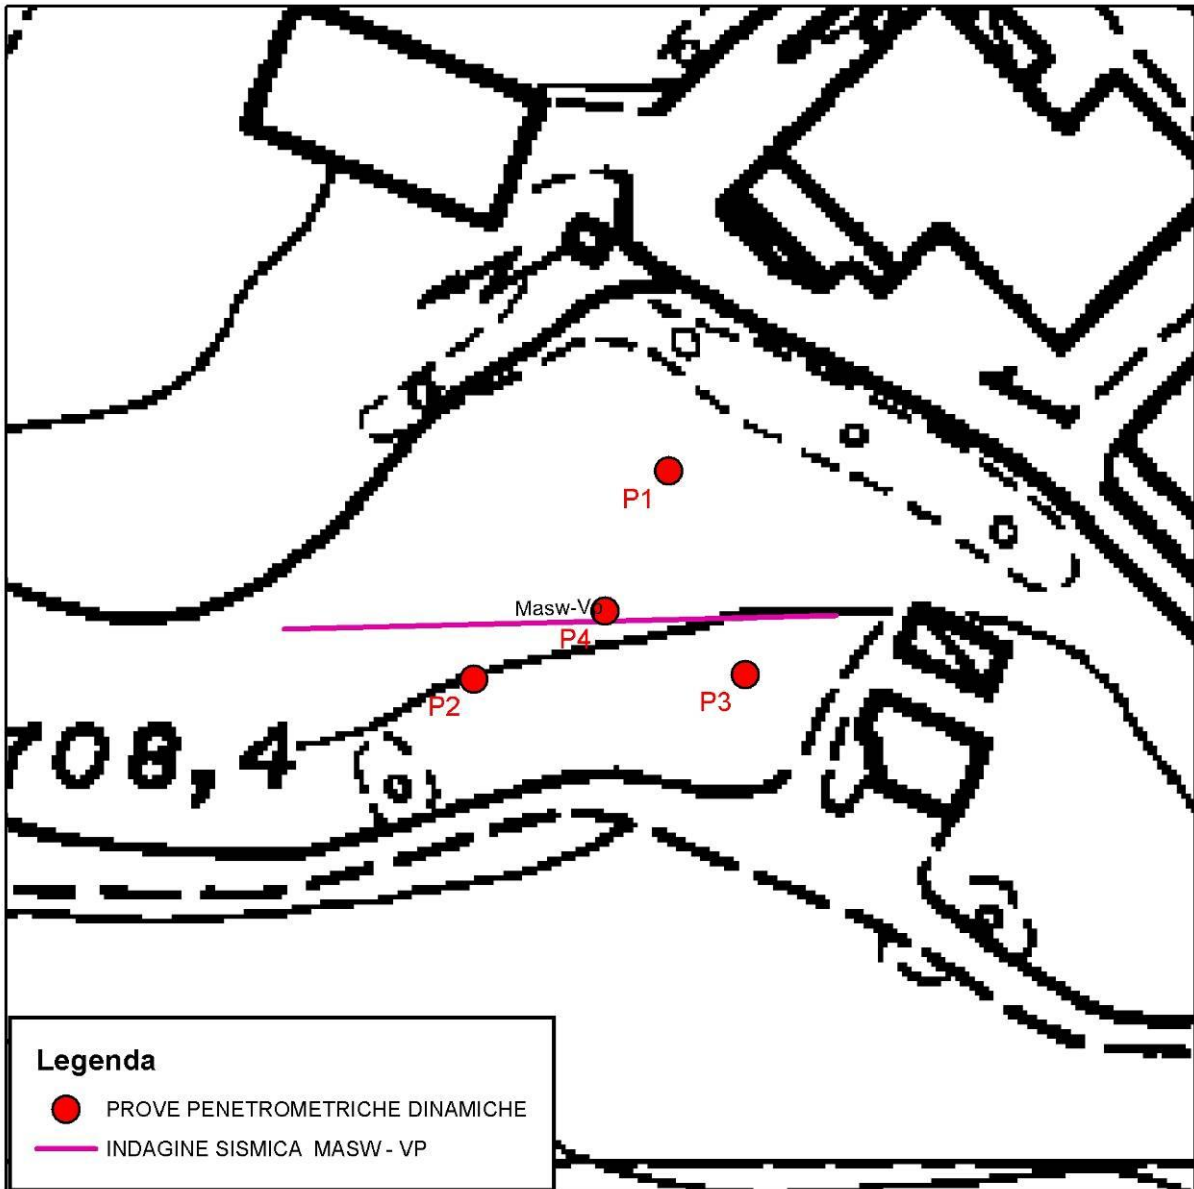 P1
Masw-Vp
P4
P2
P3
708,4
Legenda
PROVE PENETROMETRICHE DINAMICHE
INDAGINE SISMICA MASW - VP